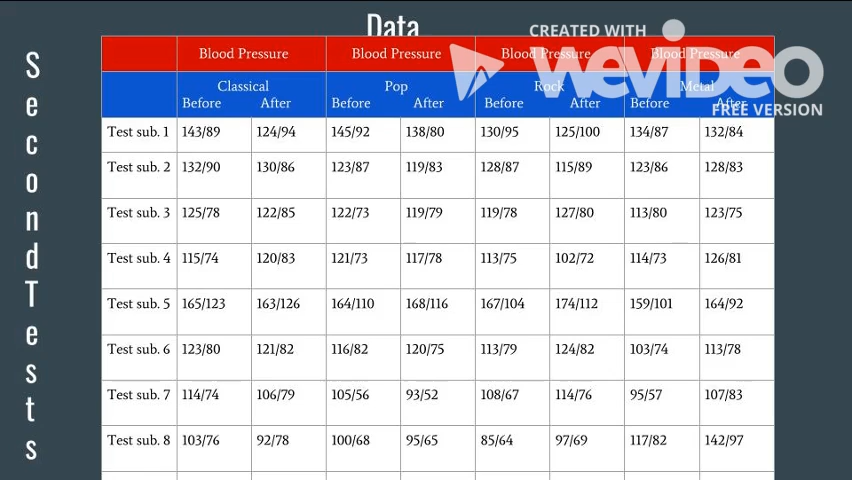 Data
CREATED WITH
WeVideo
FREE VERSION
Second Tests
Blood Pressure Blood Pressure Blood Pressure Blood Pressure
Classical Pop Rock Metal
Before After Before After Before After Before After
Test sub. 1 143/89 124/94 145/92 138/80 130/95 125/100 134/87 132/84
Test sub. 2 132/90 130/86 123/87 119/83 128/87 115/89 123/86 128/83
Test sub. 3 125/78 122/85 122/73 119/79 119/78 127/80 113/80 123/75
Test sub. 4 115/74 120/83 121/73 117/78 113/75 102/72 114/73 126/81
Test sub. 5 165/123 163/126 164/110 168/116 167/104 174/112 159/101 164/92
Test sub. 6 123/80 121/82 116/82 120/75 113/79 124/82 103/74 113/78
Test sub. 7 114/74 106/79 105/56 93/52 108/67 114/76 95/57 107/83
Test sub. 8 103/76 92/78 100/68 95/65 85/64 97/69 117/82 142/97